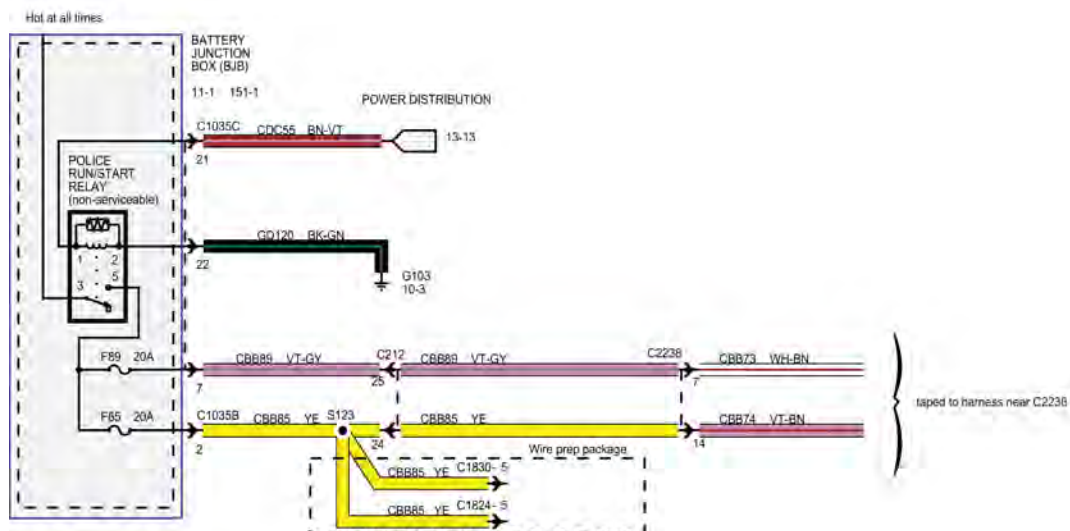 Hot at all times
BATTERY
JUNCTION
BOX (BJB)
11-1 151-1
POWER DISTRIBUTION
C1035C CDC55 BN-VT
13-13
21
POLICE
RUN/START
RELAY
(non-serviceable)
GD120 BK-GN
1 2
22
3 5
G103
10-3
F89 20A
CBB89 VT-GY
C212
CBB89 VT-GY
C2238
CBB73 WH-BN
7
25
7
taped to harness near C2238
F85 20A
C1035B
CBB85 YE
S123
CBB85 YE
CBB74 VT-BN
2
24
14
Wire prep package
CBB85 YE C1830- 5
CBB85 YE C1824- 5